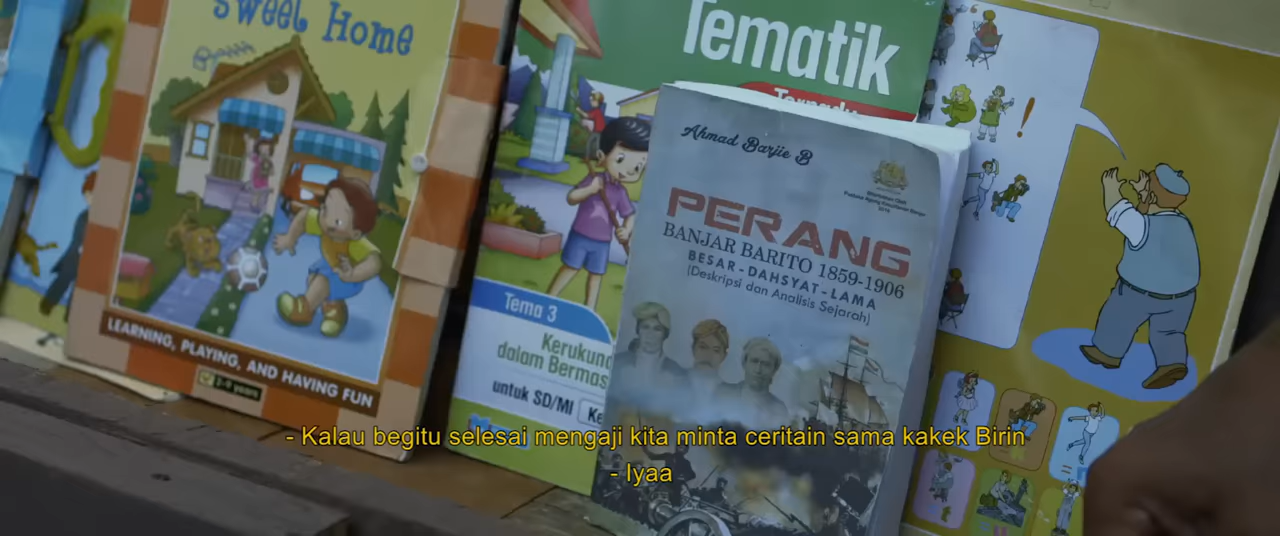 Sweet Home
LEARNING, PLAYING, AND HAVING FUN
Tematik
Terpadu
Tema 3
Kerukun
dalam Bermas
untuk SD/MI
Ke
Ahmad Barjie B
PERANG
BANJAR BARITO 1859-1906
BESAR-DAHSYAT-LAMA
(Deskripsi dan Analisis Sejarah)
!
- Kalau begitu selesai mengaji kita minta ceritain sama kakek Birin
- Iyaa